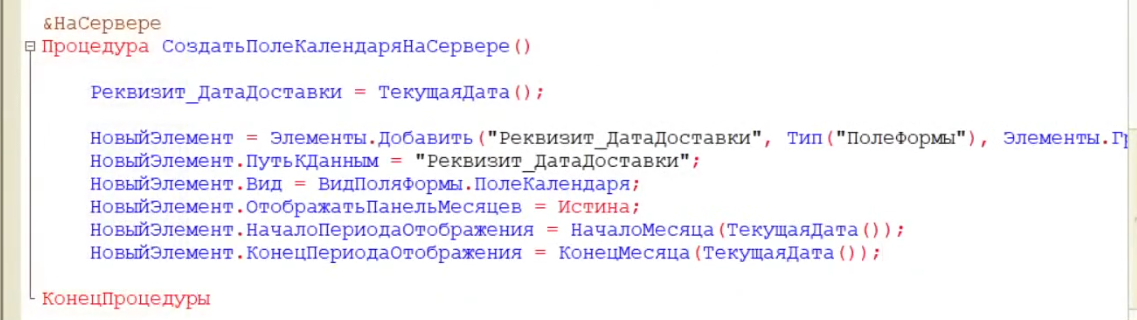 &НаСервере
Процедура СоздатьПолеКалендаряНаСервере()
Реквизит_ДатаДоставки = ТекущаяДата();
НовыйЭлемент = Элементы.Добавить("Реквизит_ДатаДоставки", Тип("ПолеФормы"), Элементы.Гр
НовыйЭлемент.ПутьКДанным = "Реквизит_ДатаДоставки";
НовыйЭлемент.Вид = ВидПоляФормы.ПолеКалендаря;
НовыйЭлемент.ОтображатьПанельМесяцев = Истина;
НовыйЭлемент.НачалоПериодаОтображения = НачалоМесяца(ТекущаяДата());
НовыйЭлемент.КонецПериодаОтображения = КонецМесяца(ТекущаяДата());
КонецПроцедуры